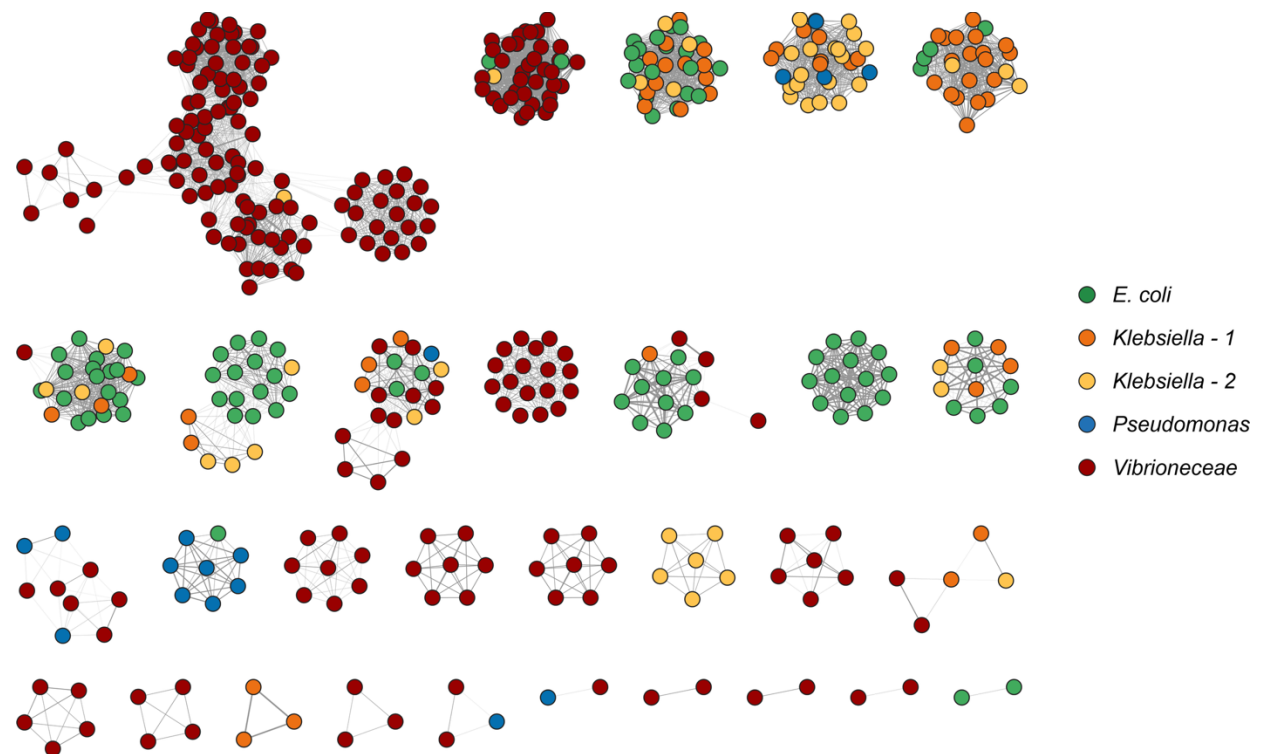 E. coli
Klebsiella - 1
Klebsiella - 2
Pseudomonas
Vibrioneceae